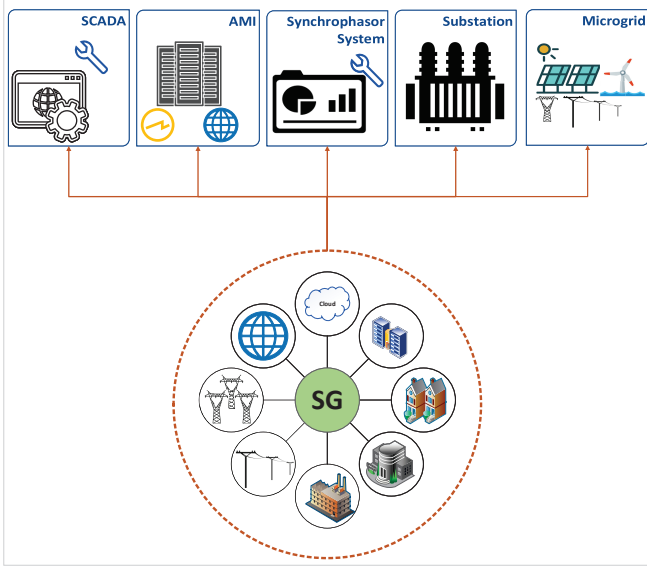 SCADA
AMI
Synchrophasor
System
Substation
Microgrid
Cloud
SG